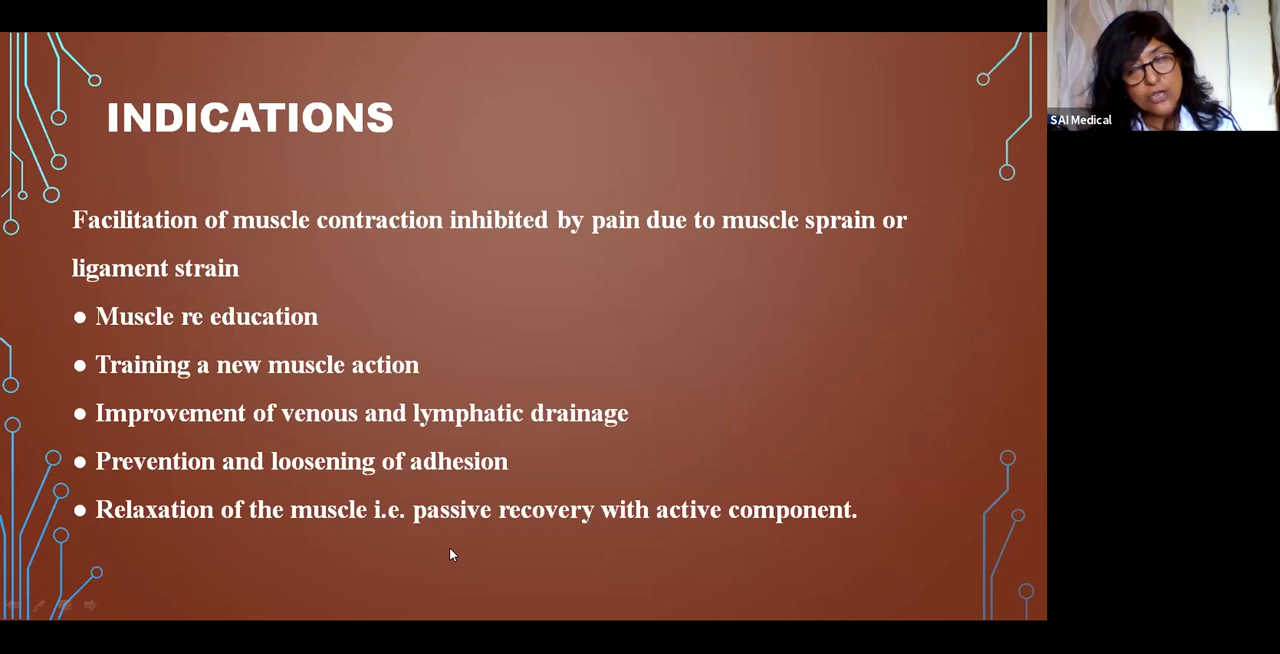 INDICATIONS
Facilitation of muscle contraction inhibited by pain due to muscle sprain or
ligament strain
● Muscle re education
● Training a new muscle action
● Improvement of venous and lymphatic drainage
● Prevention and loosening of adhesion
● Relaxation of the muscle i.e. passive recovery with active component.
SAI Medical